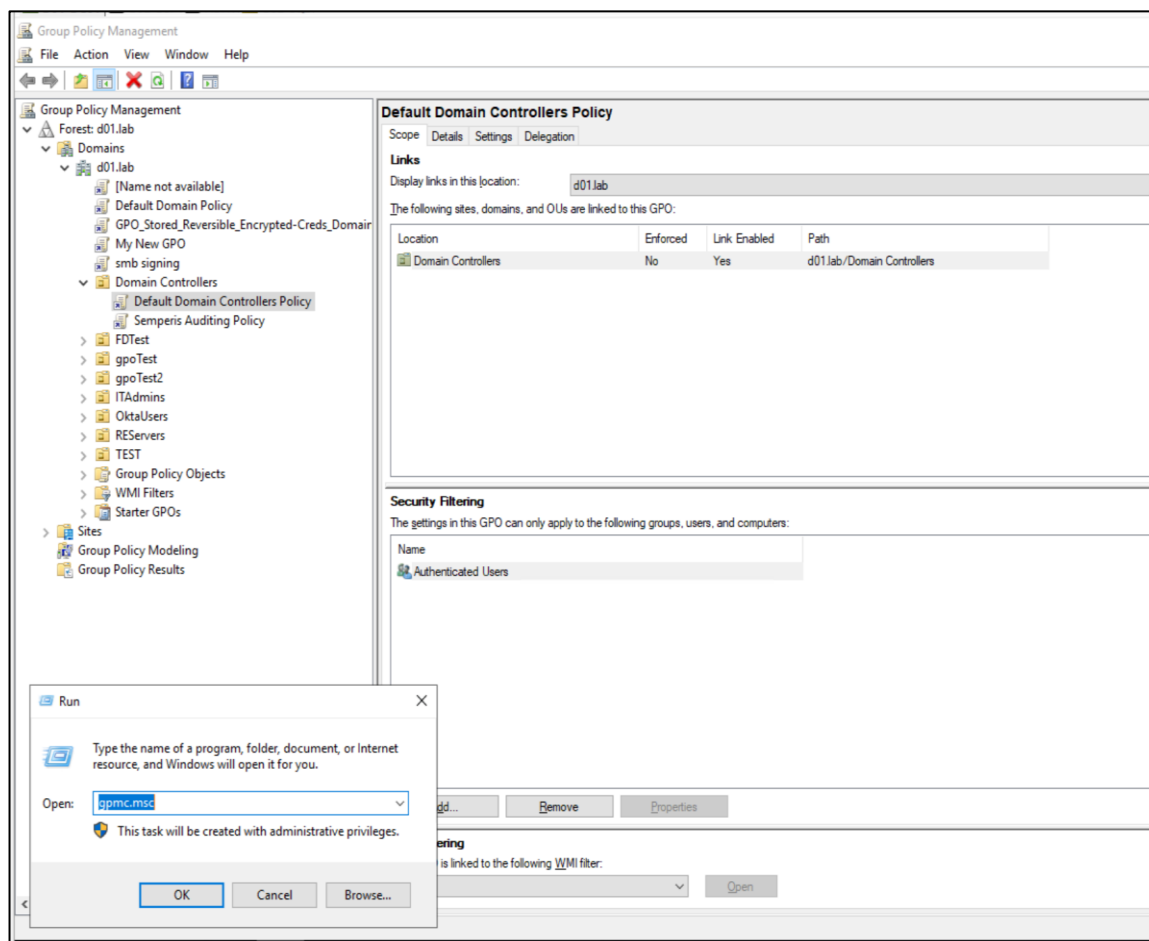 Group Policy Management
File Action View Window Help
Group Policy Management
Forest: d01.lab
Domains
d01.lab
[Name not available]
Default Domain Policy
GPO_Stored_Reversible_Encrypted-Creds_Domain
My New GPO
smb signing
Domain Controllers
Default Domain Controllers Policy
Semperis Auditing Policy
FDTest
gpoTest
gpoTest2
ITAdmins
OktaUsers
REServers
TEST
Group Policy Objects
WMI Filters
Starter GPOs
Sites
Group Policy Modeling
Group Policy Results
Default Domain Controllers Policy
Scope Details Settings Delegation
Links
Display links in this location: d01.lab
The following sites, domains, and OUs are linked to this GPO:
Location Enforced Link Enabled Path
Domain Controllers No Yes d01.lab/Domain Controllers
Security Filtering
The settings in this GPO can only apply to the following groups, users, and computers:
Name
Authenticated Users
dd... Remove Properties
ering
is linked to the following WMI filter:
Open
Run
Type the name of a program, folder, document, or Internet
resource, and Windows will open it for you.
Open: gpmc.msc
This task will be created with administrative privileges.
OK Cancel Browse...